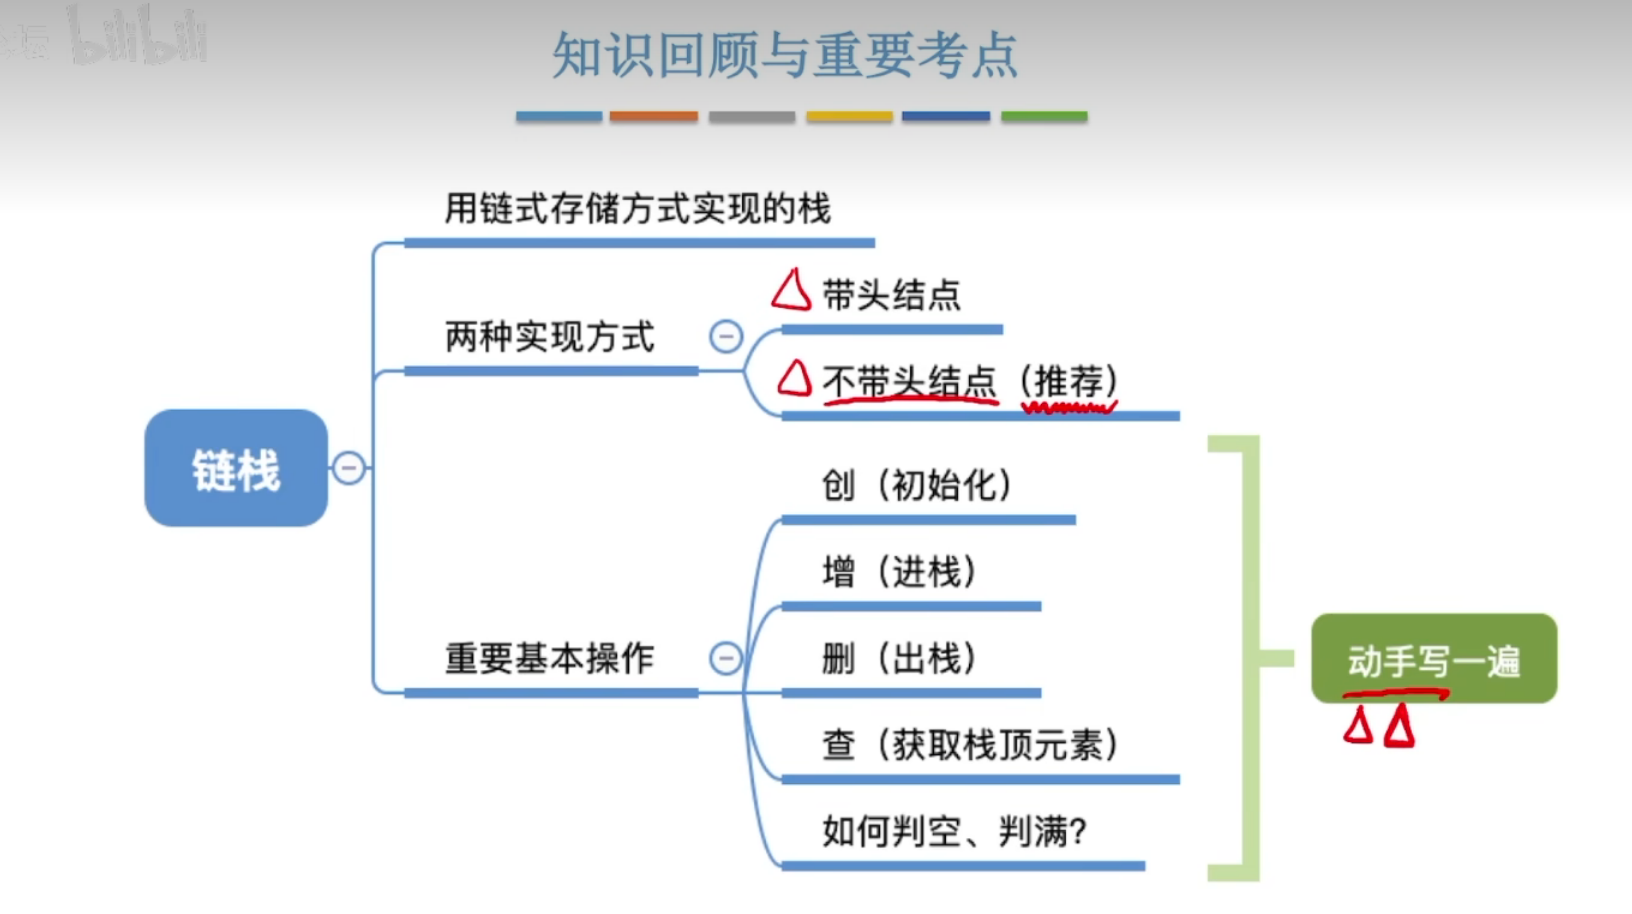 bilibili
知识回顾与重要考点
用链式存储方式实现的栈
带头结点
两种实现方式
不带头结点（推荐）
链栈
创（初始化）
增（进栈）
重要基本操作
删（出栈）
动手写一遍
查（获取栈顶元素）
如何判空、判满?